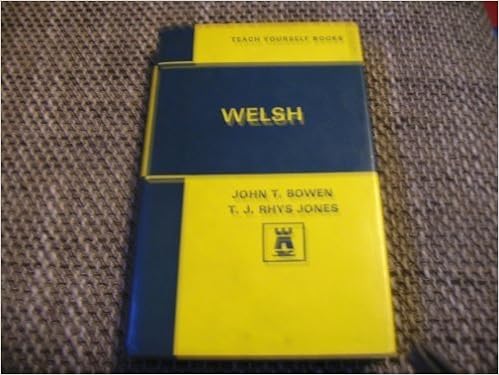 TEACH YOURSELF BOOKS
WELSH
JOHN T. BOWEN
T. J. RHYS JONES